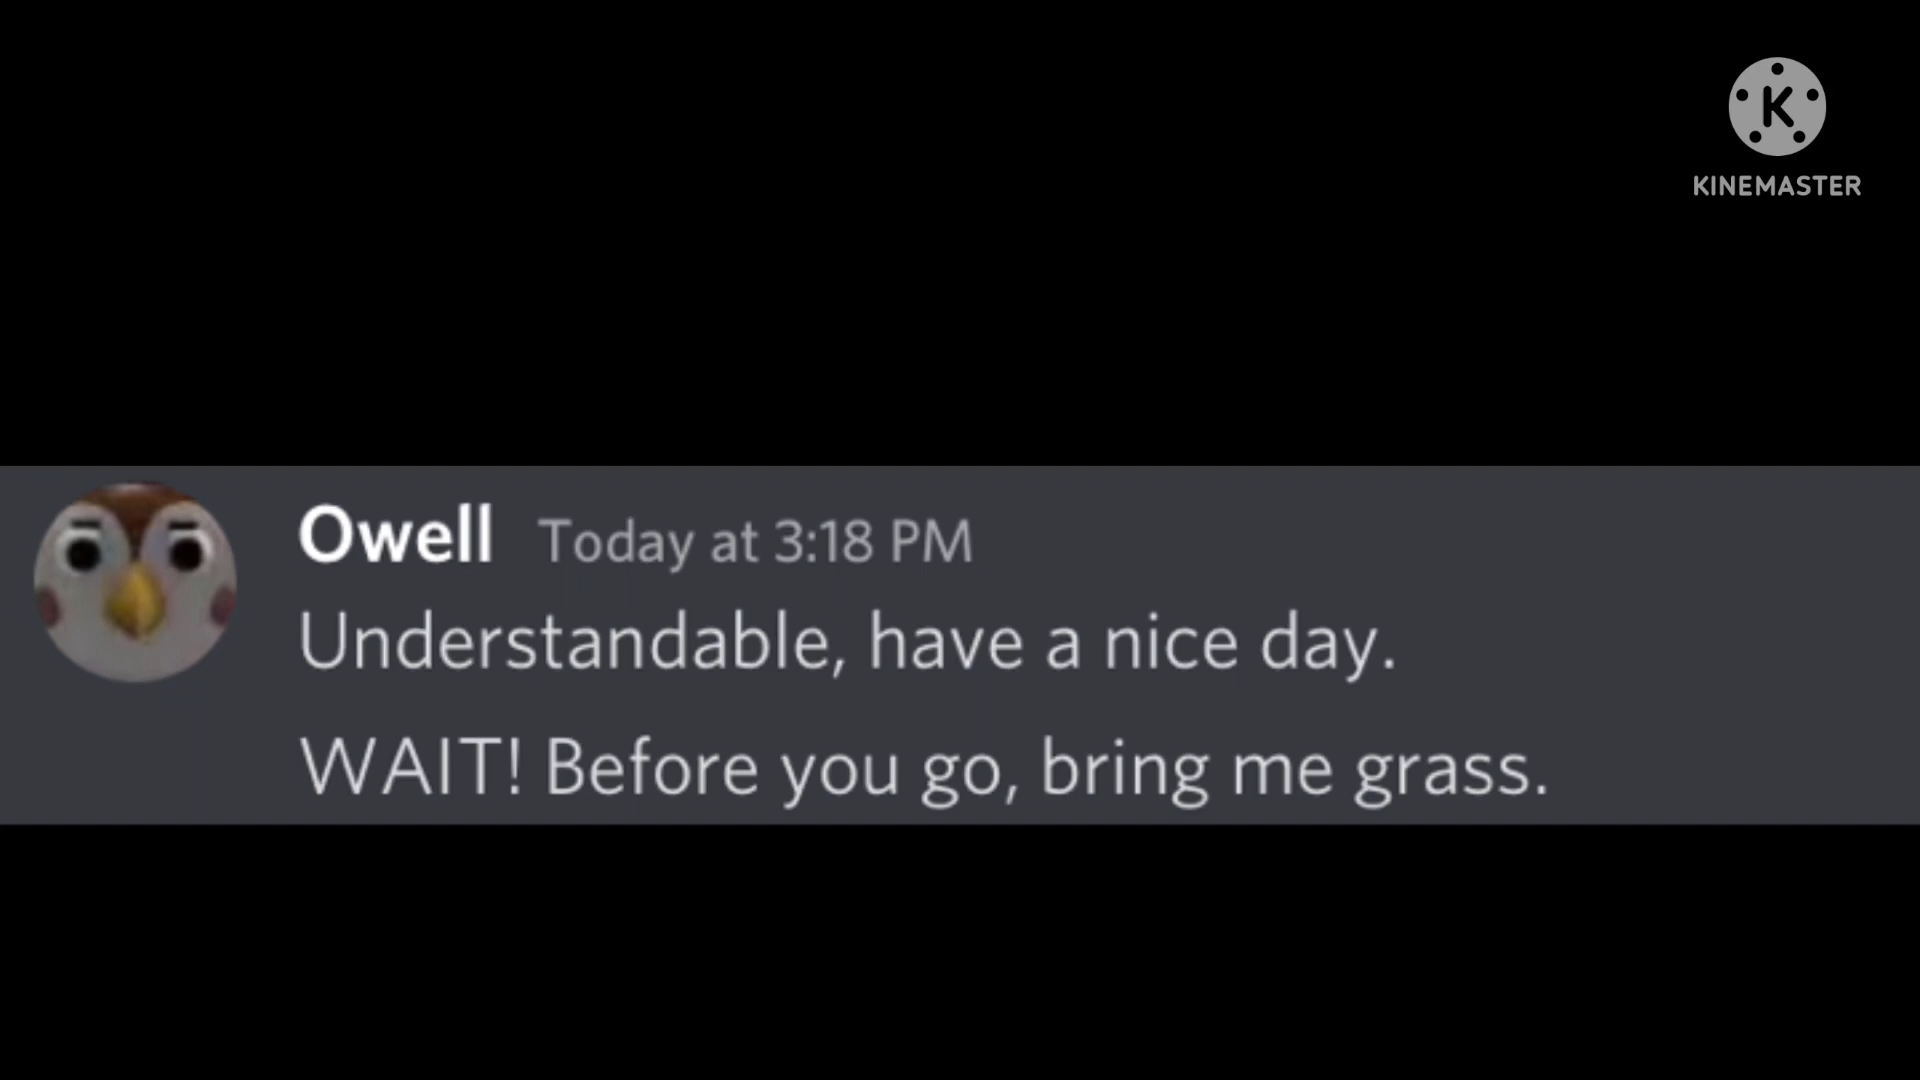 K
KINEMASTER
Owell Today at 3:18 PM
Understandable, have a nice day.
WAIT! Before you go, bring me grass.